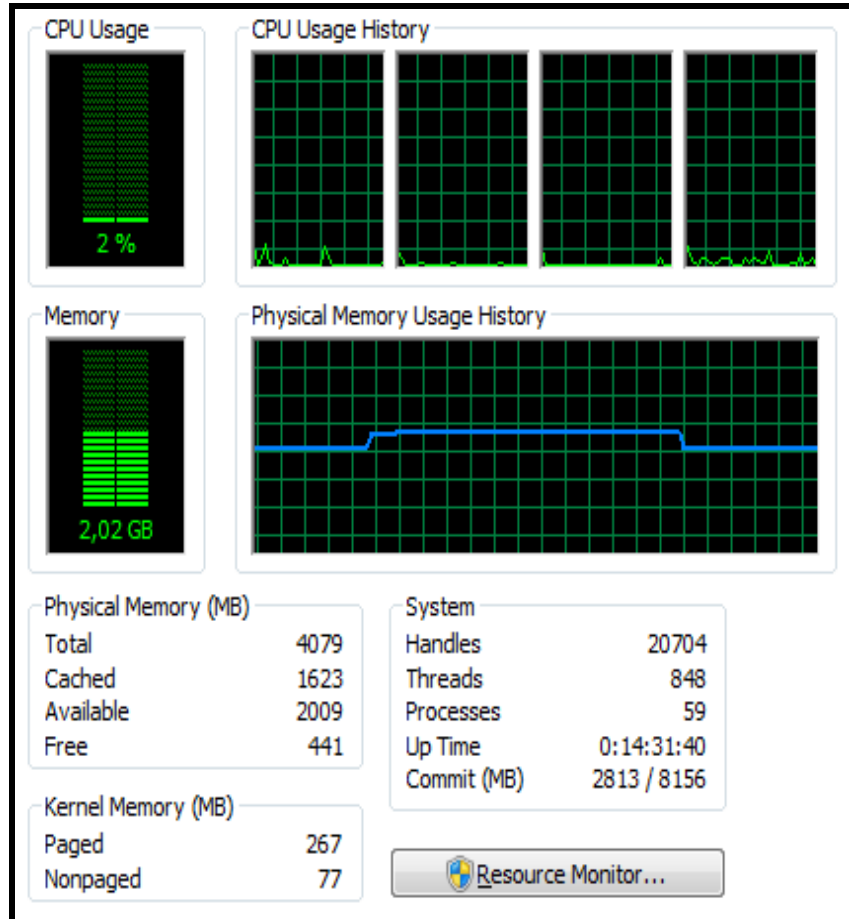 CPU Usage
CPU Usage History
2 %
Memory
Physical Memory Usage History
2,02 GB
Physical Memory (MB)
Total 4079
Cached 1623
Available 2009
Free 441
System
Handles 20704
Threads 848
Processes 59
Up Time 0:14:31:40
Commit (MB) 2813 / 8156
Kernel Memory (MB)
Paged 267
Nonpaged 77
Resource Monitor...